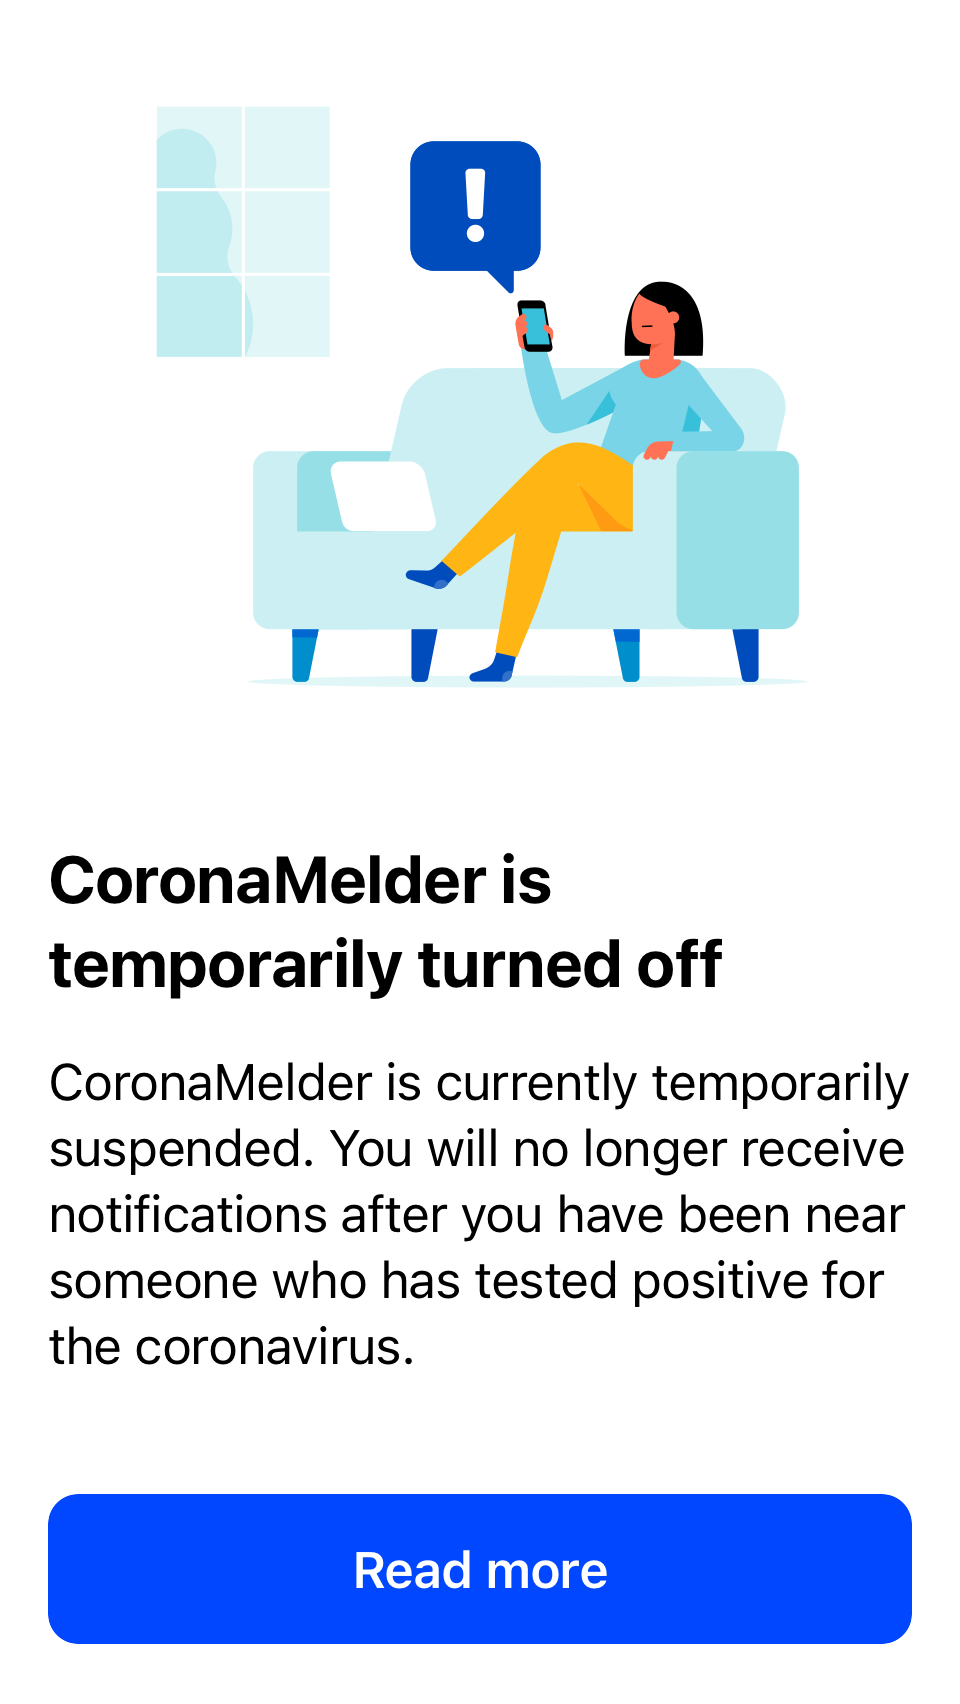 !
CoronaMelder is
temporarily turned off
CoronaMelder is currently temporarily
suspended. You will no longer receive
notifications after you have been near
someone who has tested positive for
the coronavirus.
Read more